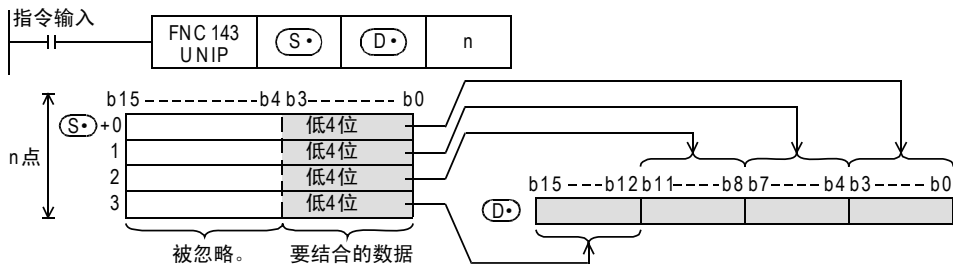 指令输入
FNC 143
UNIP
S•
D•
n
b15 ---------- b4 b3 -------- b0
S• +0 低4位
1 低4位
2 低4位
3 低4位
n点
被忽略。 要结合的数据
b15 ---b12 b11----b8 b7 ----b4 b3 ----b0
D•